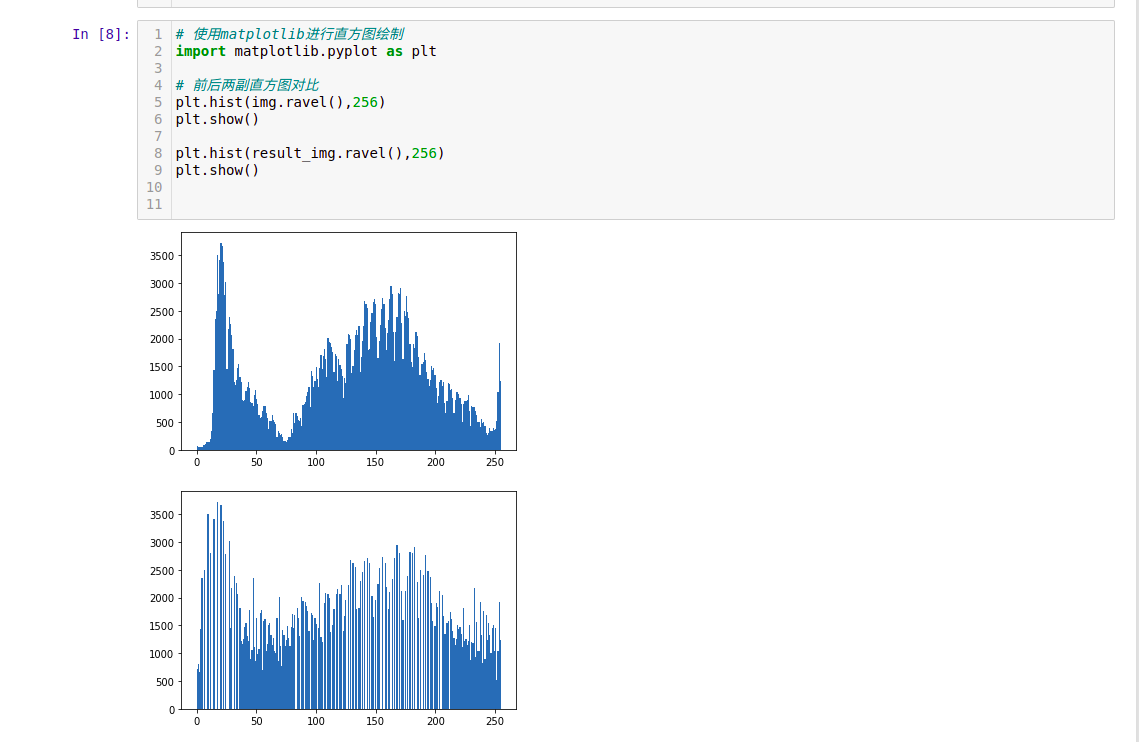 In [8]:
1 # 使用matplotlib进行直方图绘制
2 import matplotlib.pyplot as plt
3
4 # 前后两副直方图对比
5 plt.hist(img.ravel(),256)
6 plt.show()
7
8 plt.hist(result_img.ravel(),256)
9 plt.show()
10
11
3500
3000
2500
2000
1500
1000
500
0
0 50 100 150 200 250
3500
3000
2500
2000
1500
1000
500
0
0 50 100 150 200 250